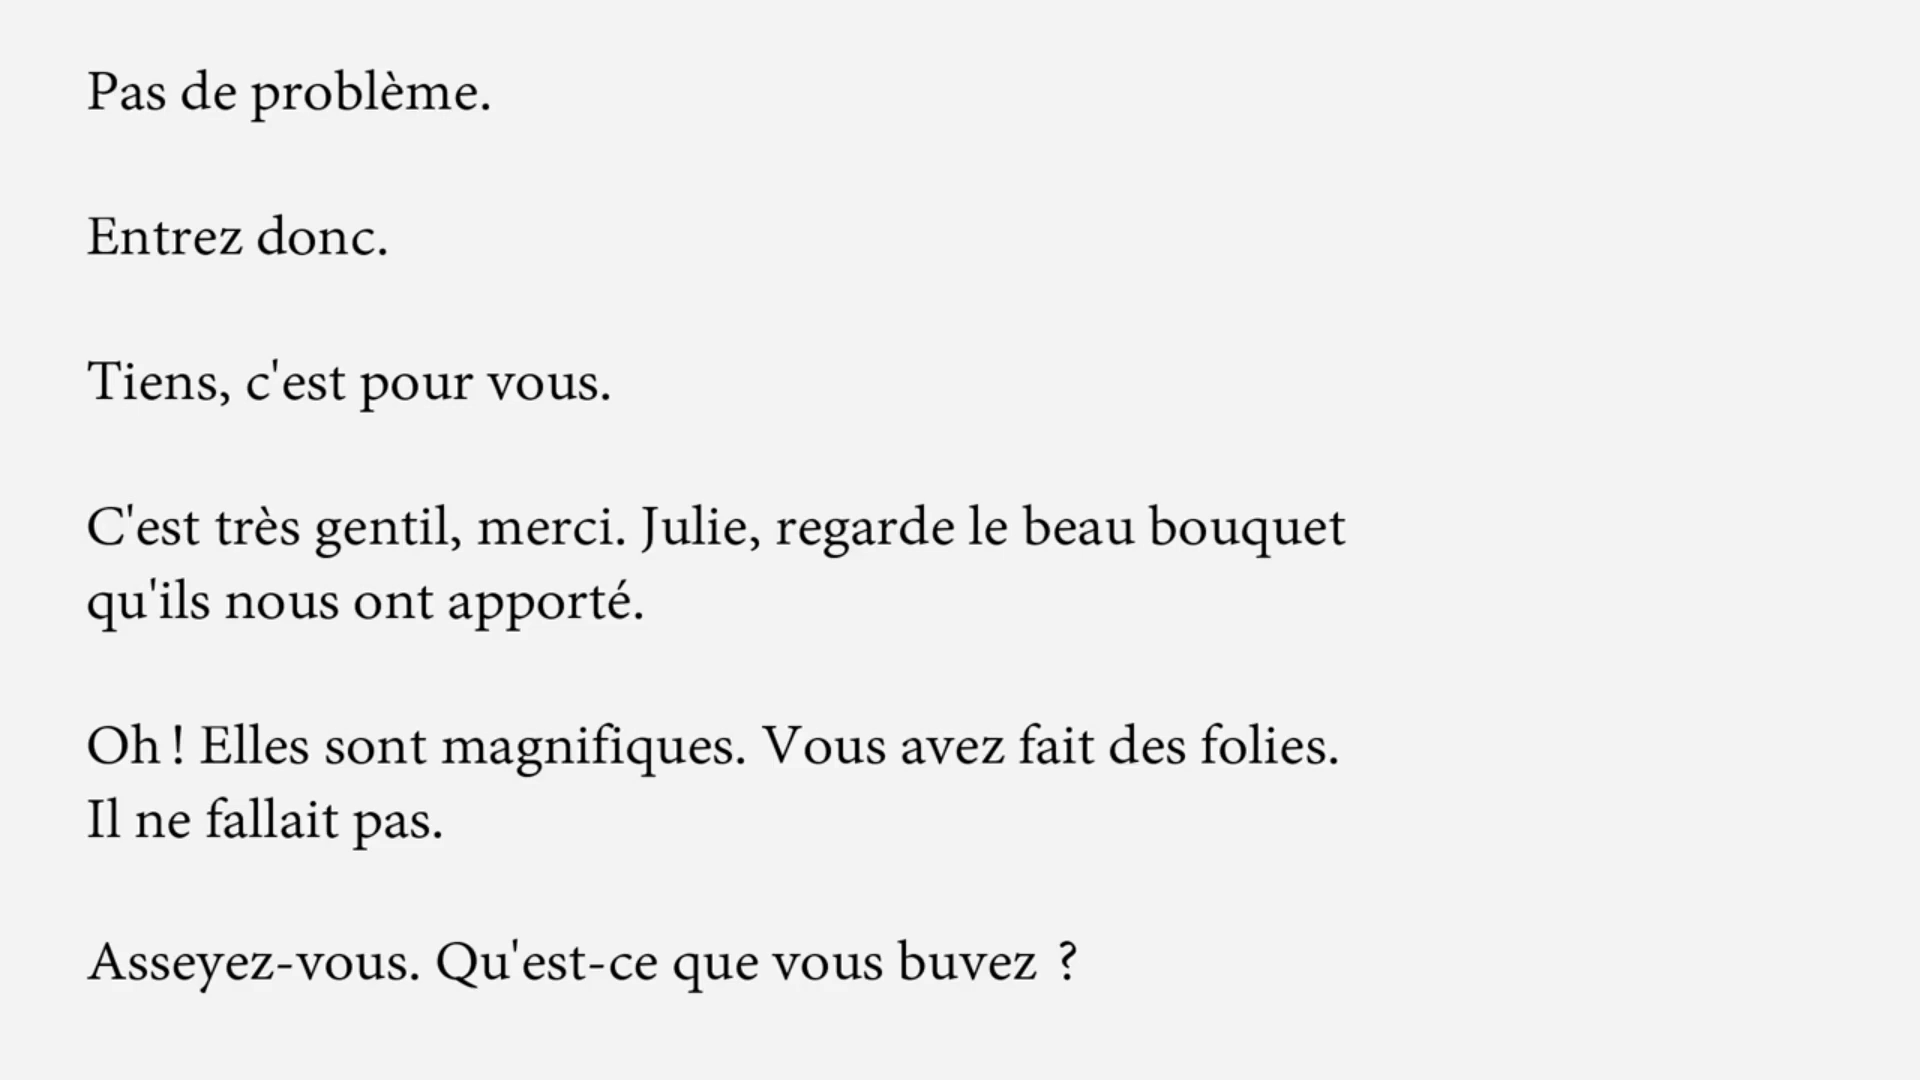 Pas de problème.
Entrez donc.
Tiens, c'est pour vous.
C'est très gentil, merci. Julie, regarde le beau bouquet
qu'ils nous ont apporté.
Oh ! Elles sont magnifiques. Vous avez fait des folies.
Il ne fallait pas.
Asseyez-vous. Qu'est-ce que vous buvez ?